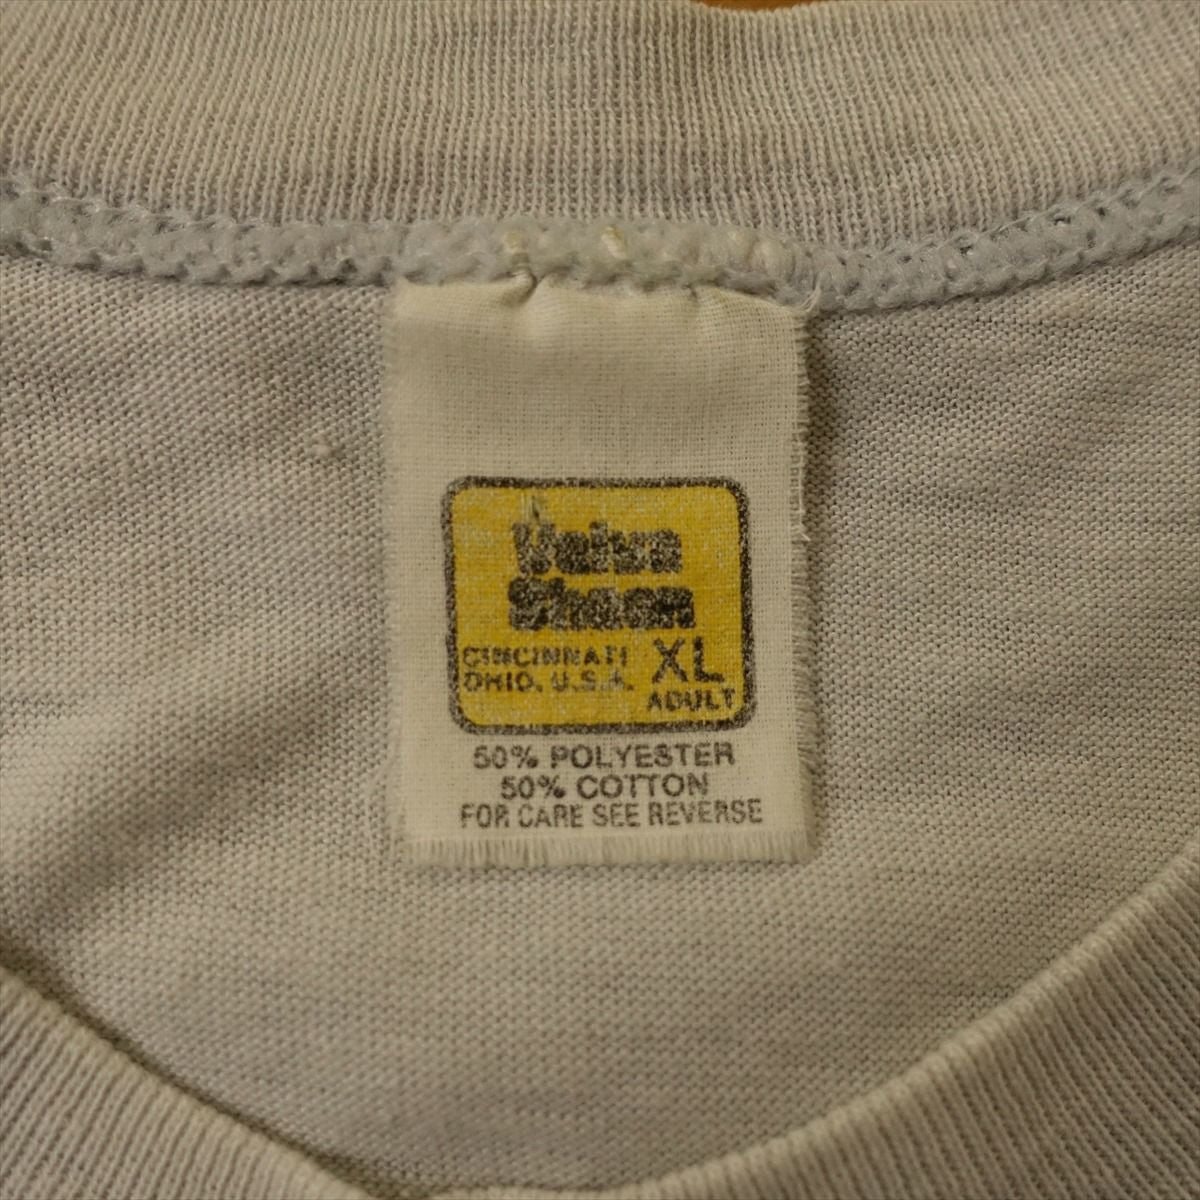 Velva
Sheen
CINCINNATI
OHIO, U.S.A.
XL
ADULT
50% POLYESTER
50% COTTON
FOR CARE SEE REVERSE